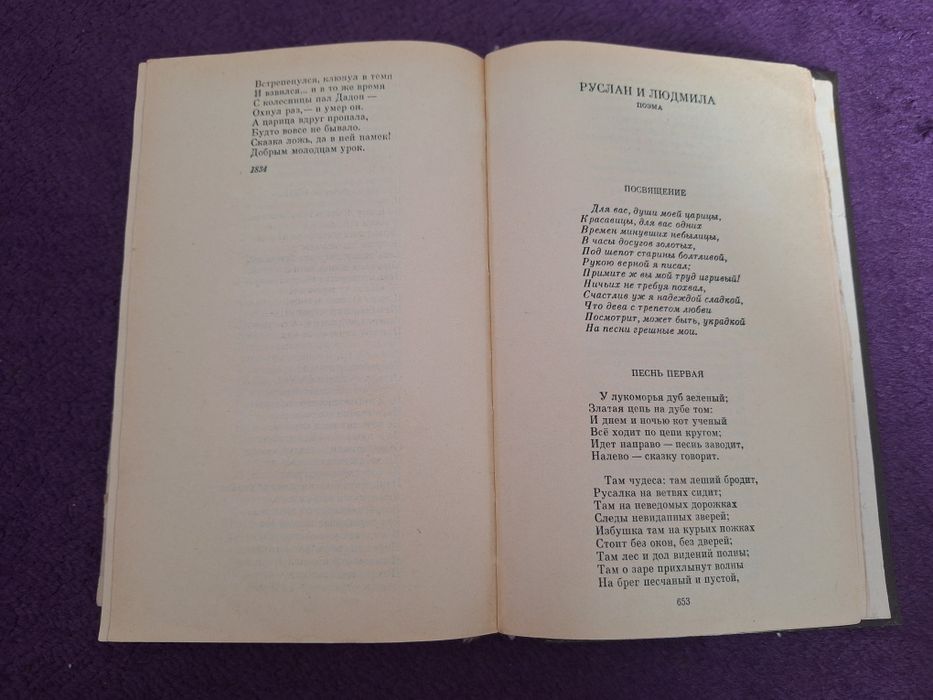 Встрепенулся, клюнул в темя
И взвился... и в то же время
С колесницы пал Дадон —
Охнул раз,— и умер он.
А царица вдруг пропала,
Будто вовсе не бывало.
Сказка ложь, да в ней намек!
Добрым молодцам урок.
1834
РУСЛАН И ЛЮДМИЛА
ПОЭМА
ПОСВЯЩЕНИЕ
Для вас, души моей царицы,
Красавицы, для вас одних
Времен минувших небылицы,
В часы досугов золотых,
Под шепот старины болтливой,
Рукою верной я писал;
Примите ж вы мой труд игривый!
Ничьих не требуя похвал,
Счастлив уж я надеждой сладкой,
Что дева с трепетом любви
Посмотрит, может быть, украдкой
На песни грешные мои.
ПЕСНЬ ПЕРВАЯ
У лукоморья дуб зеленый;
Златая цепь на дубе том:
И днем и ночью кот ученый
Всё ходит по цепи кругом;
Идет направо — песнь заводит,
Налево — сказку говорит.
Там чудеса: там леший бродит,
Русалка на ветвях сидит;
Там на неведомых дорожках
Следы невиданных зверей;
Избушка там на курьих ножках
Стоит без окон, без дверей;
Там лес и дол видений полны;
Там о заре прихлынут волны
На брег песчаный и пустой,
653